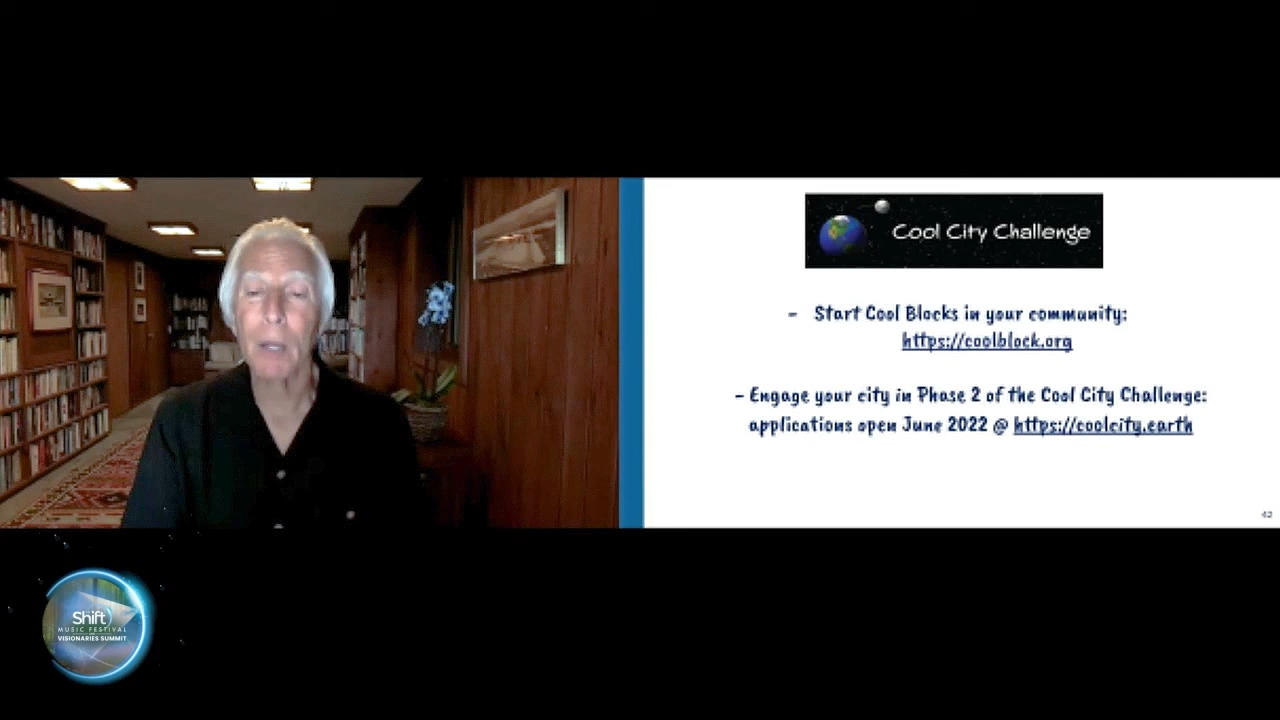 Cool City Challenge
- Start Cool Blocks in your community:
https://coolblock.org
- Engage your city in Phase 2 of the Cool City Challenge:
applications open June 2022 @ https://coolcity.earth
42
Shift
MUSIC FESTIVAL
VISIONARIES SUMMIT